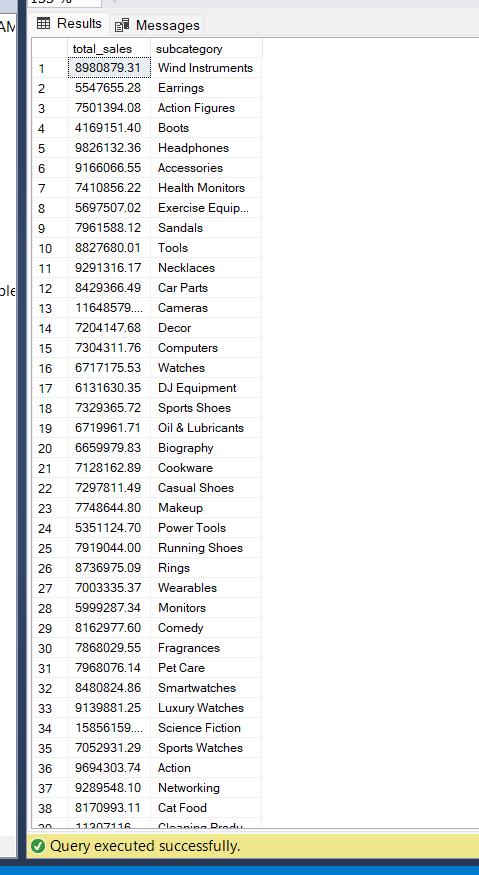 Results Messages
total_sales subcategory
1 8980879.31 Wind Instruments
2 5547655.28 Earrings
3 7501394.08 Action Figures
4 4169151.40 Boots
5 9826132.36 Headphones
6 9166066.55 Accessories
7 7410856.22 Health Monitors
8 5697507.02 Exercise Equip...
9 7961588.12 Sandals
10 8827680.01 Tools
11 9291316.17 Necklaces
12 8429366.49 Car Parts
13 11648579.... Cameras
14 7204147.68 Decor
15 7304311.76 Computers
16 6717175.53 Watches
17 6131630.35 DJ Equipment
18 7329365.72 Sports Shoes
19 6719961.71 Oil & Lubricants
20 6659979.83 Biography
21 7128162.89 Cookware
22 7297811.49 Casual Shoes
23 7748644.80 Makeup
24 5351124.70 Power Tools
25 7919044.00 Running Shoes
26 8736975.09 Rings
27 7003335.37 Wearables
28 5999287.34 Monitors
29 8162977.60 Comedy
30 7868029.55 Fragrances
31 7968076.14 Pet Care
32 8480824.86 Smartwatches
33 9139881.25 Luxury Watches
34 15856159.... Science Fiction
35 7052931.29 Sports Watches
36 9694303.74 Action
37 9289548.10 Networking
38 8170993.11 Cat Food
Query executed successfully.